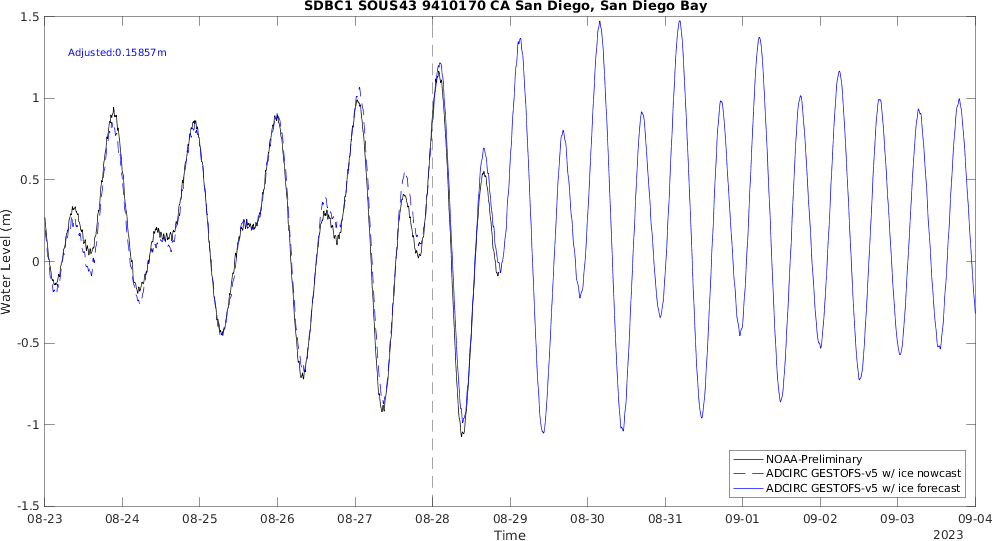 SDBC1 SOUS43 9410170 CA San Diego, San Diego Bay
Adjusted:0.15857m
Water Level (m)
1.5
1
0.5
0
-0.5
-1
-1.5
NOAA-Preliminary
ADCIRC GESTOFS-v5 w/ ice nowcast
ADCIRC GESTOFS-v5 w/ ice forecast
08-23 08-24 08-25 08-26 08-27 08-28 08-29 08-30 08-31 09-01 09-02 09-03 09-04
Time
2023